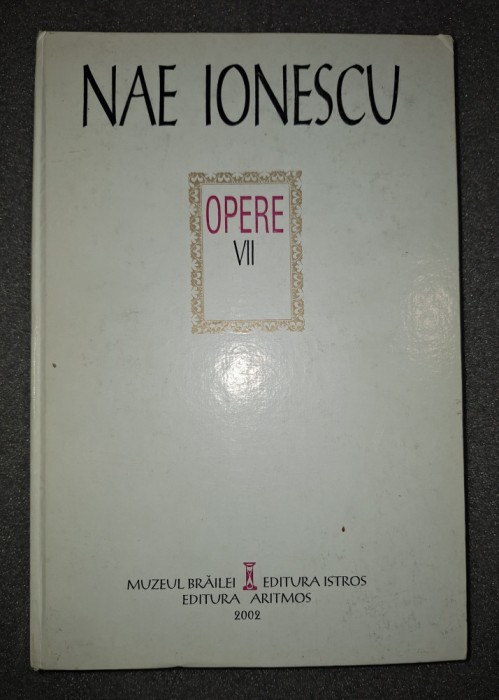 NAE IONESCU
OPERE
VII
MUZEUL BRĂILEI EDITURA ISTROS
EDITURA ARITMOS
2002